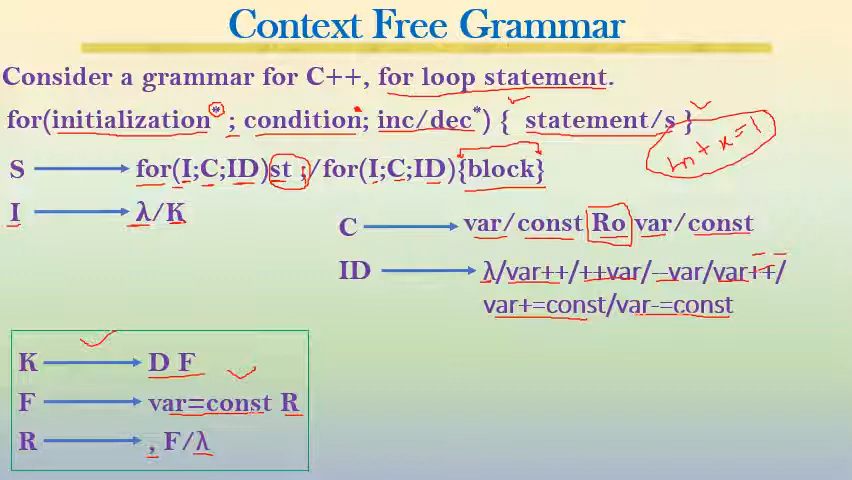 Context Free Grammar
Consider a grammar for C++, for loop statement.
for(initialization*; condition; inc/dec*) { statement/s }
int x=1
S → for(I;C;ID)st ;/for(I;C;ID){block}
I → λ/K
C → var/const Ro var/const
ID → λ/var++/++var/--var/var++/
var+=const/var-=const
K → D F
F → var=const R
R → , F/λ